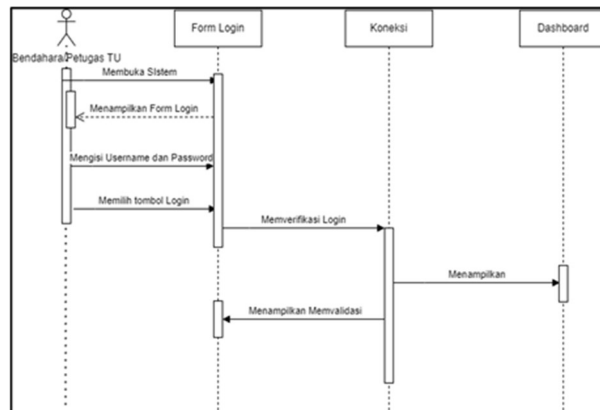 Form Login
Koneksi
Dashboard
Bendahara/Petugas TU
Membuka SIstem
Menampilkan Form Login
Mengisi Username dan Password
Memilih tombol Login
Memverifikasi Login
Menampilkan
Menampilkan Memvalidasi